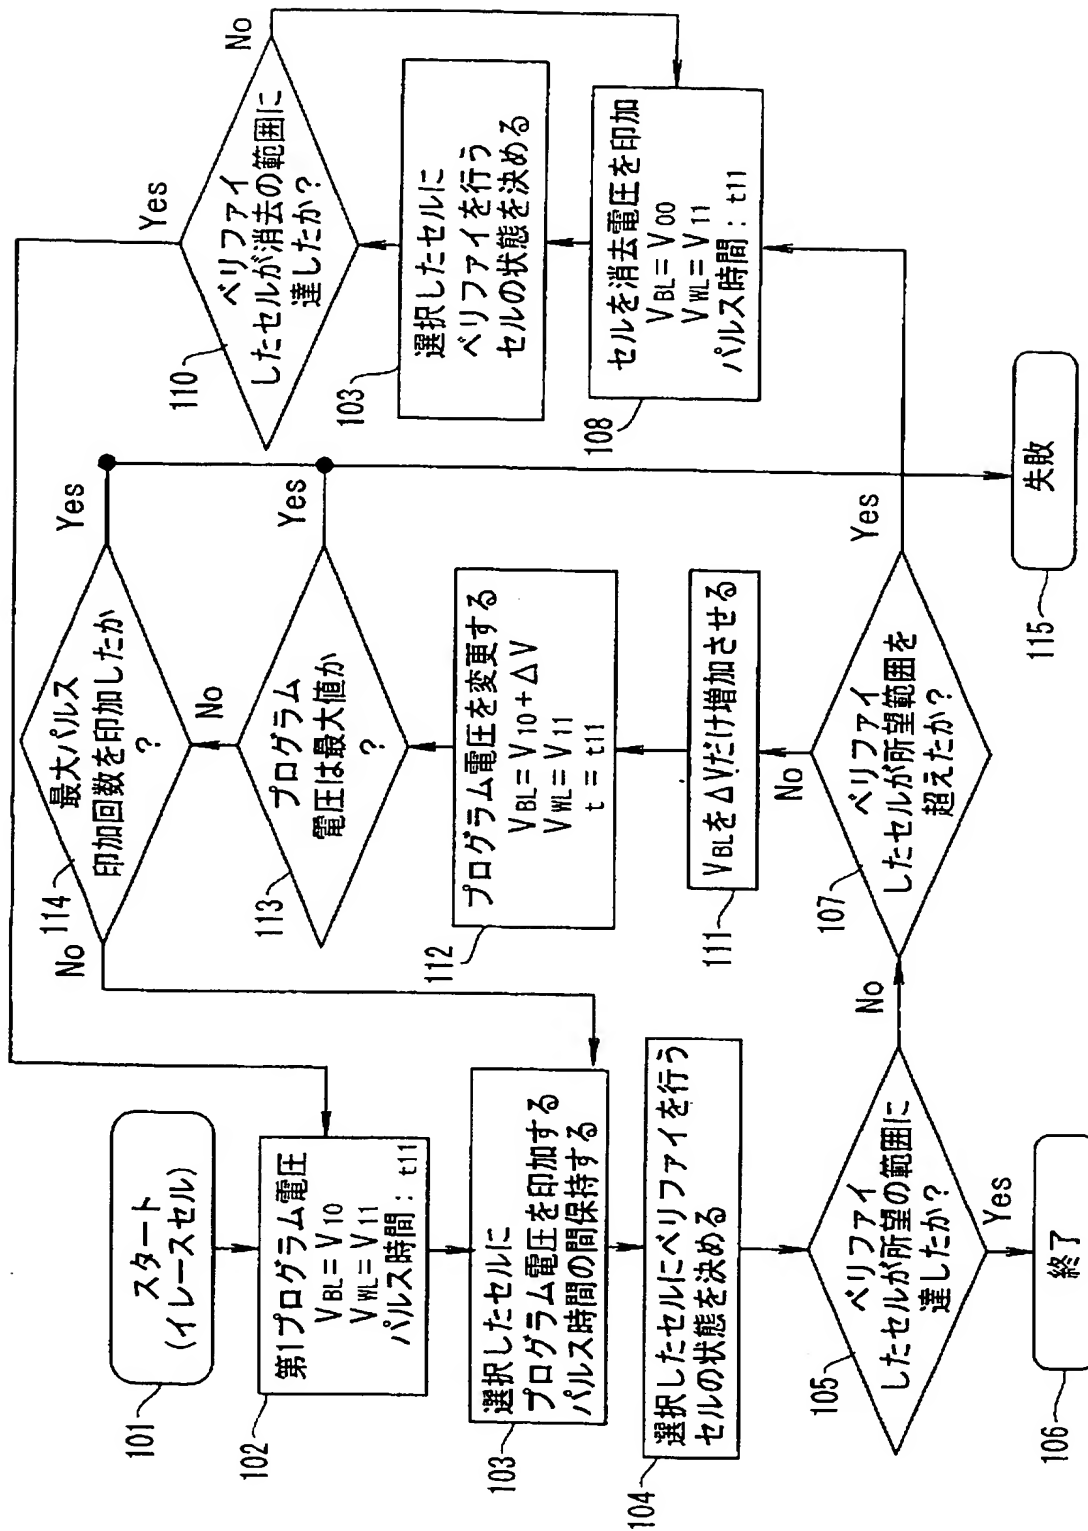 スタート
(イレースセル)
101
第1プログラム電圧
VBL = V10
VWL = V11
パルス時間 : t11
102
選択したセルに
プログラム電圧を印加する
パルス時間の間保持する
103
選択したセルにベリファイを行う
セルの状態を決める
104
ベリファイ
したセルが所望の範囲に
達したか?
105
Yes
No
終了
106
ベリファイ
したセルが所望範囲を
超えたか?
107
No
Yes
VBLをΔVだけ増加させる
111
プログラム電圧を変更する
VBL = V10 + ΔV
VWL = V11
t = t11
112
プログラム
電圧は最大値か
?
113
No
Yes
最大パルス
印加回数を印加したか
?
114
No
Yes
失敗
115
セルを消去電圧を印加
VBL = V00
VWL = V11
パルス時間 : t11
108
選択したセルに
ベリファイを行う
セルの状態を決める
103
ベリファイ
したセルが消去の範囲に
達したか?
110
Yes
No